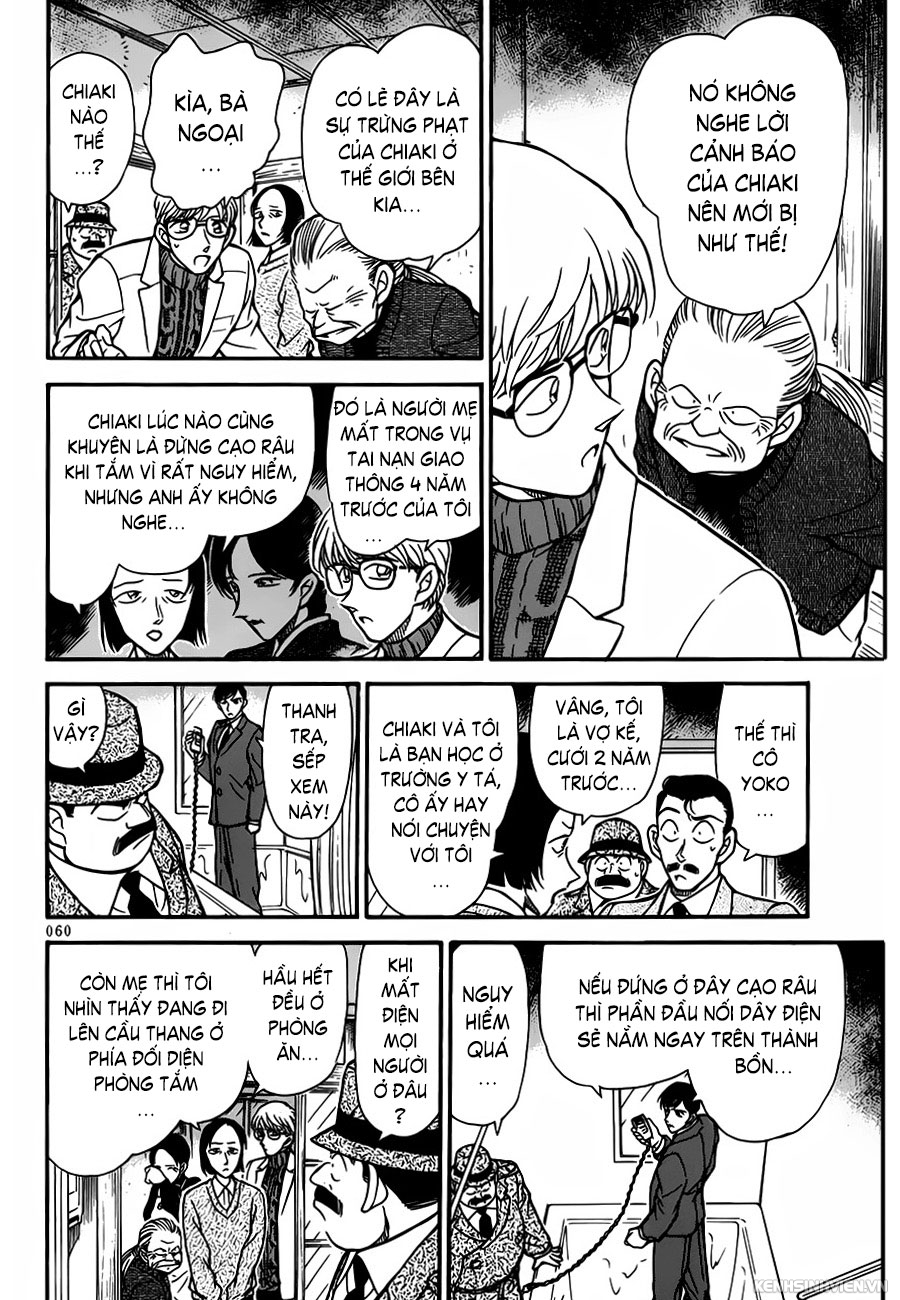 NÓ KHÔNG
NGHE LỜI
CẢNH BÁO
CỦA CHIAKI
NÊN MỚI BỊ
NHƯ THẾ!
CÓ LẼ ĐÂY LÀ
SỰ TRỪNG PHẠT
CỦA CHIAKI Ở
THẾ GIỚI BÊN
KIA...
KÌA, BÀ
NGOẠI
...
CHIAKI
NÀO
THẾ
...?
ĐÓ LÀ NGƯỜI MẸ
MẤT TRONG VỤ
TAI NẠN GIAO
THÔNG 4 NĂM
TRƯỚC CỦA TÔI
...
CHIAKI LÚC NÀO CŨNG
KHUYÊN LÀ ĐỪNG CẠO RÂU
KHI TẮM VÌ RẤT NGUY HIỂM,
NHƯNG ANH ẤY KHÔNG
NGHE...
THẾ THÌ
CÔ
YOKO
VÂNG, TÔI
LÀ VỢ KẾ,
CƯỚI 2 NĂM
TRƯỚC...
CHIAKI VÀ TÔI
LÀ BẠN HỌC Ở
TRƯỜNG Y TÁ,
CÔ ẤY HAY
NÓI CHUYỆN
VỚI TÔI
...
THANH
TRA,
SẾP
XEM
NÀY!
GÌ
VẬY?
060
NẾU ĐỨNG Ở ĐÂY CẠO RÂU
THÌ PHẦN ĐẦU NỐI DÂY ĐIỆN
SẼ NẰM NGAY TRÊN THÀNH
BỒN...
NGUY
HIỂM
QUÁ
...
KHI
MẤT
ĐIỆN
MỌI
NGƯỜI
Ở
ĐÂU
?
HẦU HẾT
ĐỀU Ở
PHÒNG
ĂN...
CÒN MẸ THÌ TÔI
NHÌN THẤY ĐANG ĐI
LÊN CẦU THANG Ở
PHÍA ĐỐI DIỆN
PHÒNG TẮM
...
KENHSINHVIEN.VN